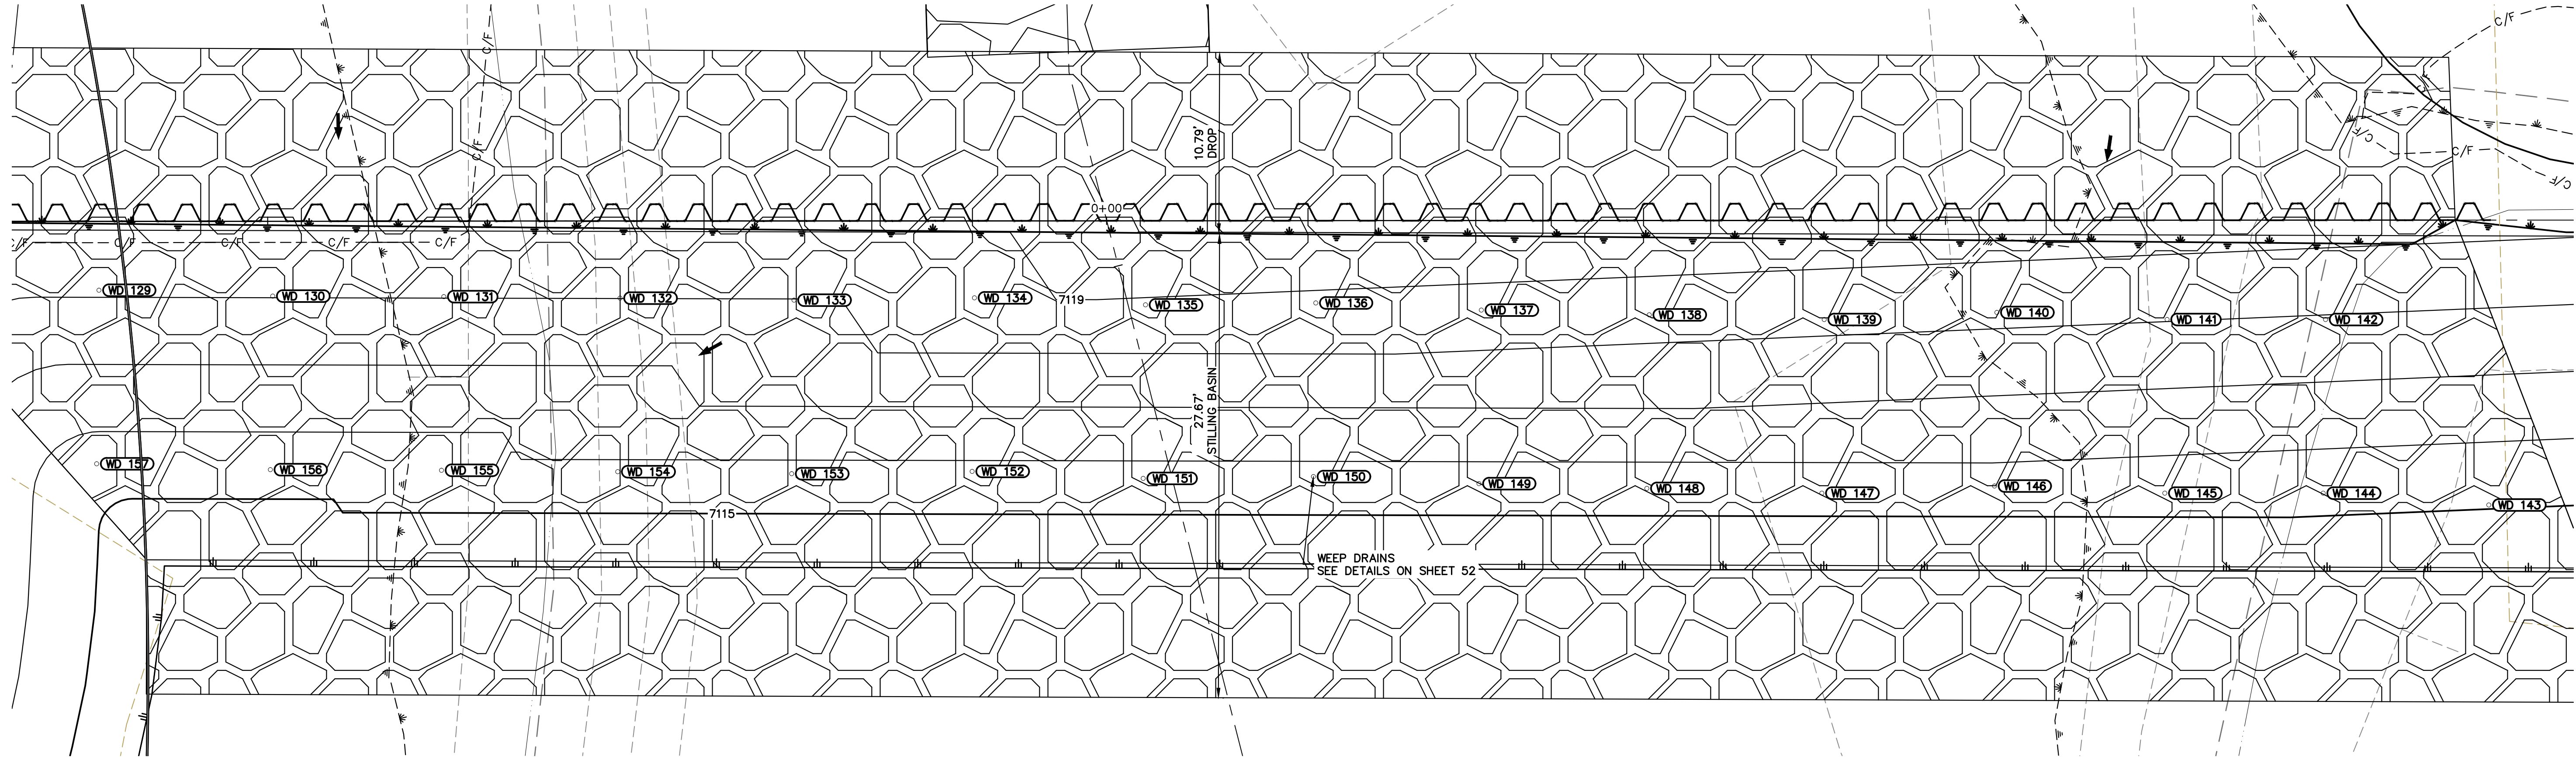 C/F
C/F
C/F
C/F
C/F
C/F
C/F
C/F
10.79'
DROP
0+00
C/F
C/F
C/F
C/F
C/F
WD 129
WD 130
WD 131
WD 132
WD 133
WD 134
7119
WD 135
WD 136
WD 137
WD 138
WD 139
WD 140
WD 141
WD 142
27.67'
STILLING BASIN
WD 157
WD 156
WD 155
WD 154
WD 153
WD 152
WD 151
WD 150
WD 149
WD 148
WD 147
WD 146
WD 145
WD 144
WD 143
7115
WEEP DRAINS
SEE DETAILS ON SHEET 52